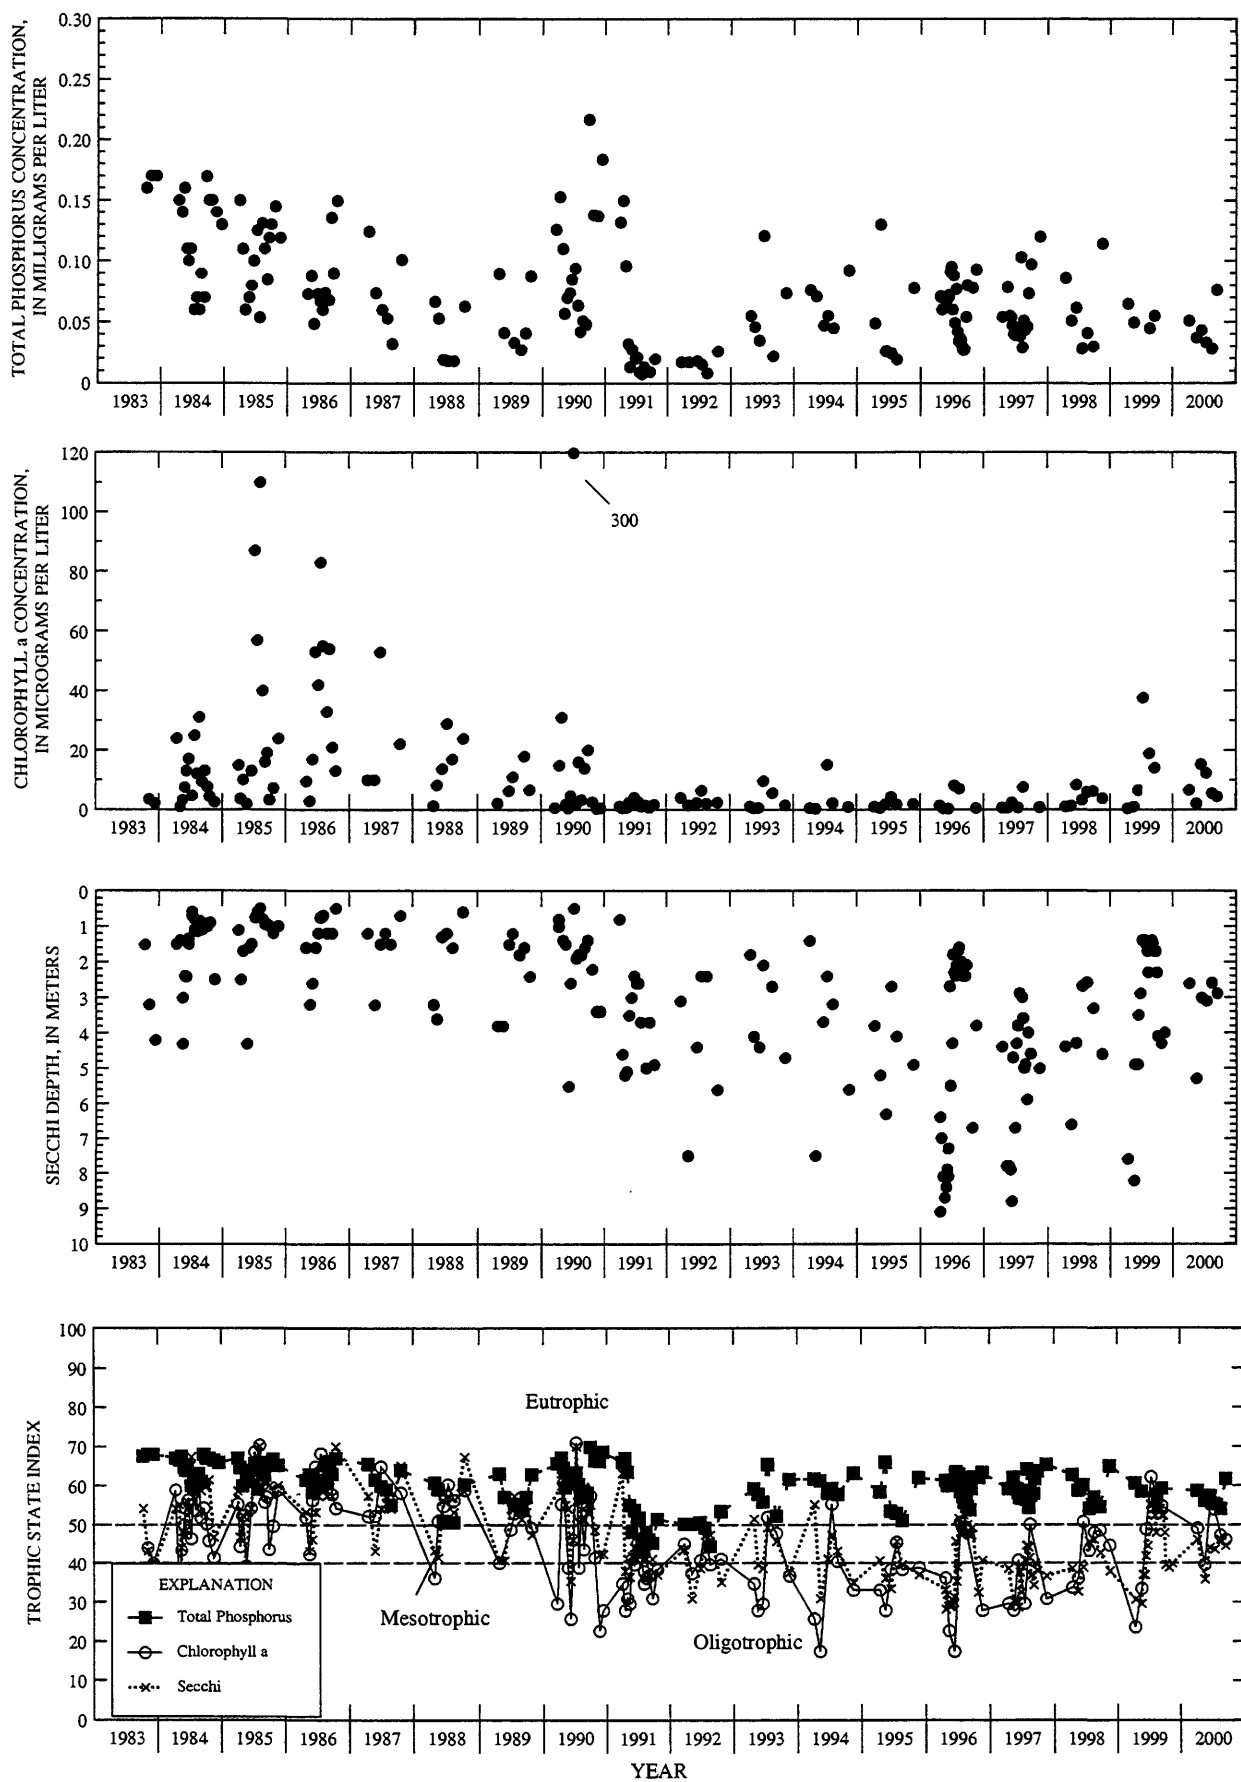 TOTAL PHOSPHORUS CONCENTRATION,
IN MILLIGRAMS PER LITER
0.30
0.25
0.20
0.15
0.10
0.05
0
1983 1984 1985 1986 1987 1988 1989 1990 1991 1992 1993 1994 1995 1996 1997 1998 1999 2000
CHLOROPHYLL a CONCENTRATION,
IN MICROGRAMS PER LITER
120
100
80
60
40
20
0
300
1983 1984 1985 1986 1987 1988 1989 1990 1991 1992 1993 1994 1995 1996 1997 1998 1999 2000
SECCHI DEPTH, IN METERS
0
1
2
3
4
5
6
7
8
9
10
1983 1984 1985 1986 1987 1988 1989 1990 1991 1992 1993 1994 1995 1996 1997 1998 1999 2000
TROPHIC STATE INDEX
100
90
80
70
60
50
40
30
20
10
0
Eutrophic
Mesotrophic
Oligotrophic
EXPLANATION
Total Phosphorus
Chlorophyll a
Secchi
1983 1984 1985 1986 1987 1988 1989 1990 1991 1992 1993 1994 1995 1996 1997 1998 1999 2000
YEAR